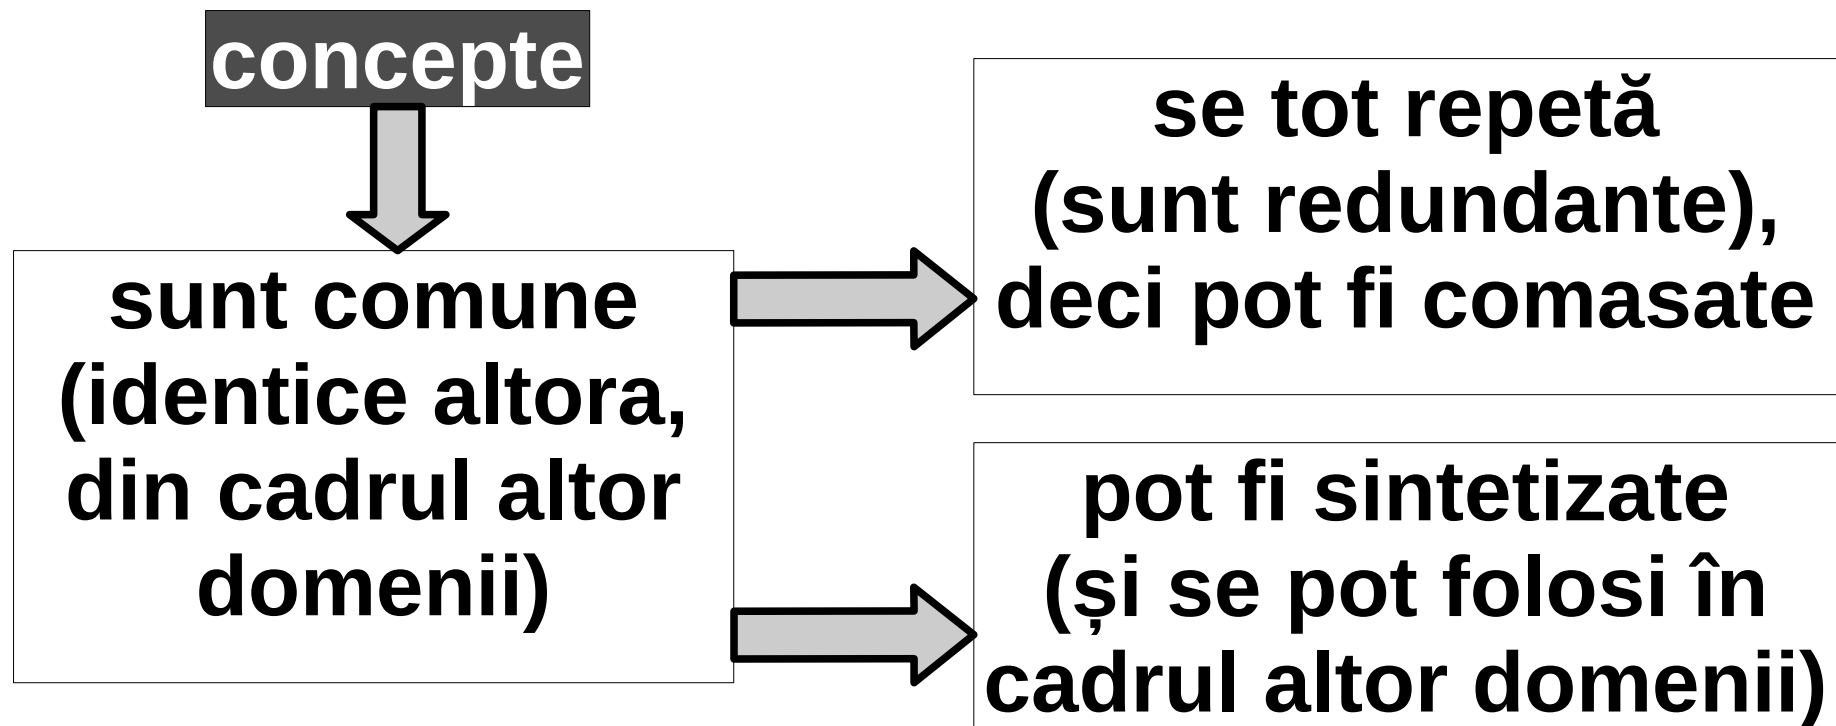 concepte
sunt comune
(identice altora,
din cadrul altor
domenii)
se tot repetă
(sunt redundante),
deci pot fi comasate
pot fi sintetizate
(și se pot folosi în
cadrul altor domenii)